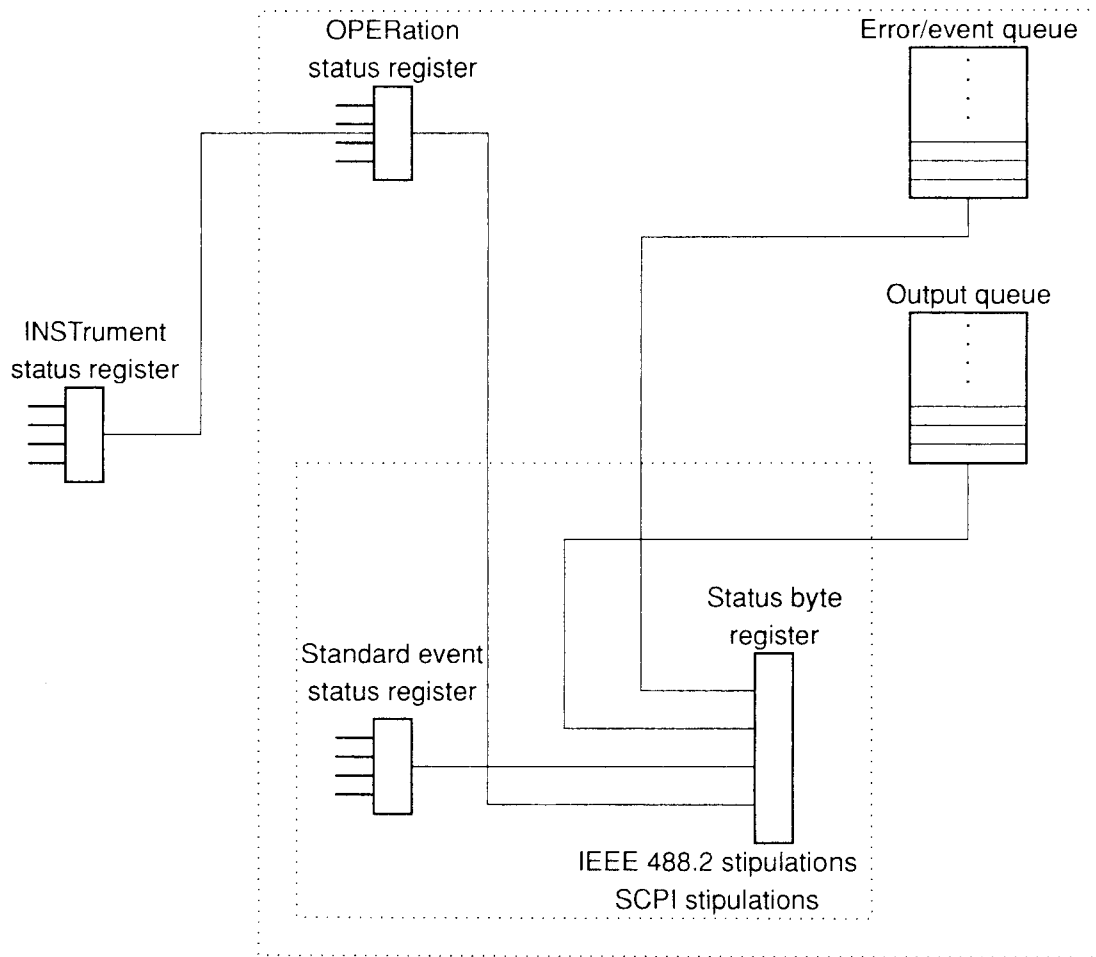 OPERation
status register
Error/event queue
INSTrument
status register
Output queue
Standard event
status register
Status byte
register
IEEE 488.2 stipulations
SCPI stipulations